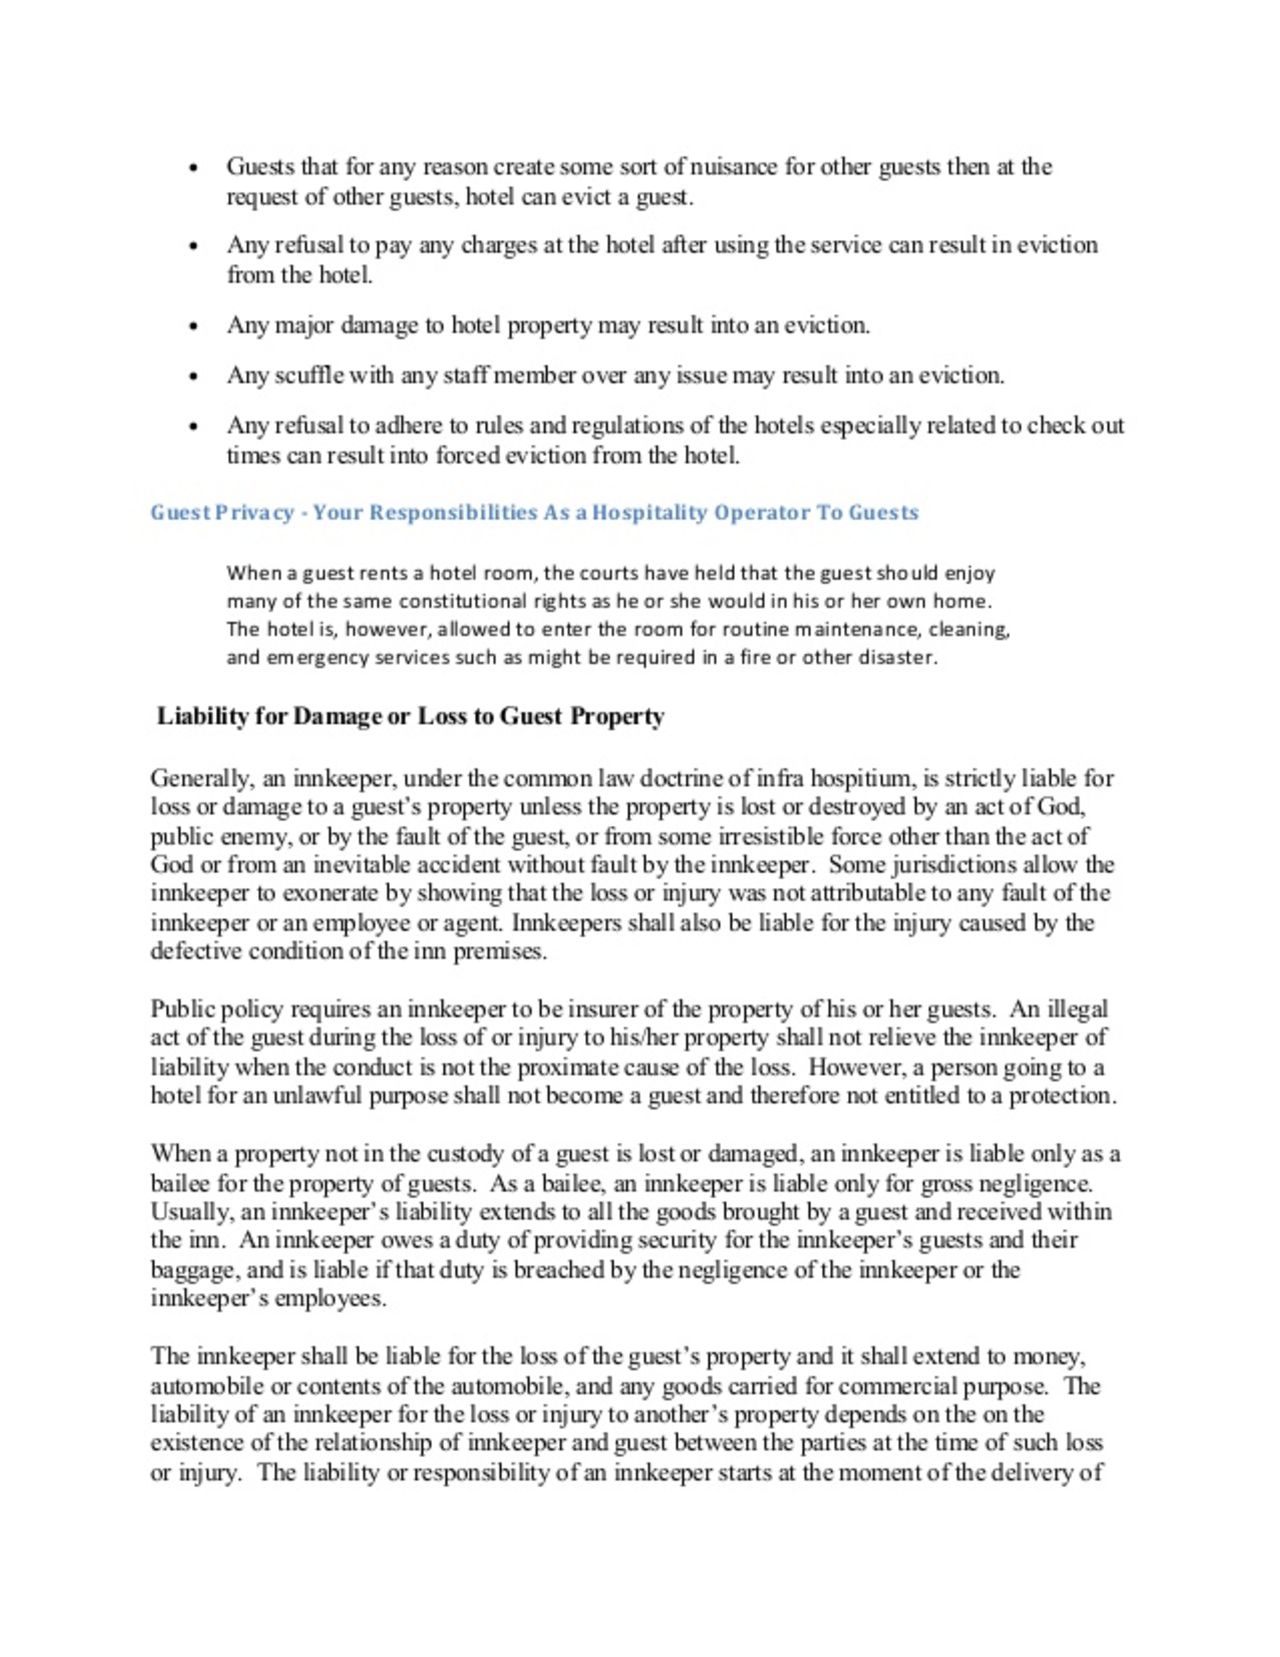 • Guests that for any reason create some sort of nuisance for other guests then at the
request of other guests, hotel can evict a guest.
• Any refusal to pay any charges at the hotel after using the service can result in eviction
from the hotel.
• Any major damage to hotel property may result into an eviction.
• Any scuffle with any staff member over any issue may result into an eviction.
• Any refusal to adhere to rules and regulations of the hotels especially related to check out
times can result into forced eviction from the hotel.
Guest Privacy - Your Responsibilities As a Hospitality Operator To Guests
When a guest rents a hotel room, the courts have held that the guest should enjoy
many of the same constitutional rights as he or she would in his or her own home.
The hotel is, however, allowed to enter the room for routine maintenance, cleaning,
and emergency services such as might be required in a fire or other disaster.
Liability for Damage or Loss to Guest Property
Generally, an innkeeper, under the common law doctrine of infra hospitium, is strictly liable for
loss or damage to a guest's property unless the property is lost or destroyed by an act of God,
public enemy, or by the fault of the guest, or from some irresistible force other than the act of
God or from an inevitable accident without fault by the innkeeper. Some jurisdictions allow the
innkeeper to exonerate by showing that the loss or injury was not attributable to any fault of the
innkeeper or an employee or agent. Innkeepers shall also be liable for the injury caused by the
defective condition of the inn premises.
Public policy requires an innkeeper to be insurer of the property of his or her guests. An illegal
act of the guest during the loss of or injury to his/her property shall not relieve the innkeeper of
liability when the conduct is not the proximate cause of the loss. However, a person going to a
hotel for an unlawful purpose shall not become a guest and therefore not entitled to a protection.
When a property not in the custody of a guest is lost or damaged, an innkeeper is liable only as a
bailee for the property of guests. As a bailee, an innkeeper is liable only for gross negligence.
Usually, an innkeeper's liability extends to all the goods brought by a guest and received within
the inn. An innkeeper owes a duty of providing security for the innkeeper's guests and their
baggage, and is liable if that duty is breached by the negligence of the innkeeper or the
innkeeper's employees.
The innkeeper shall be liable for the loss of the guest's property and it shall extend to money,
automobile or contents of the automobile, and any goods carried for commercial purpose. The
liability of an innkeeper for the loss or injury to another's property depends on the on the
existence of the relationship of innkeeper and guest between the parties at the time of such loss
or injury. The liability or responsibility of an innkeeper starts at the moment of the delivery of